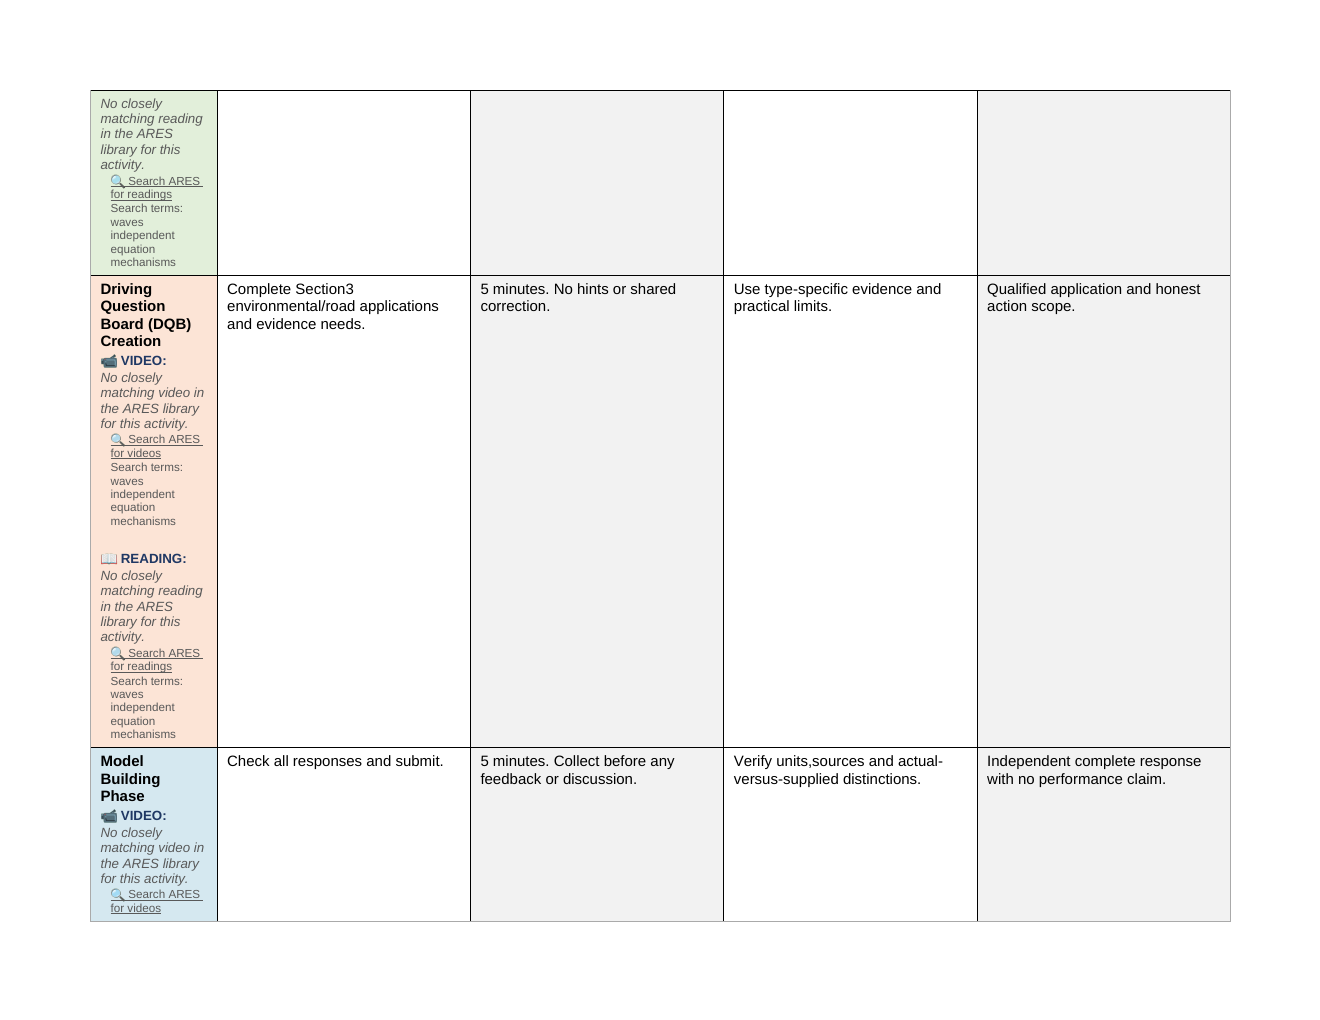 No closely
matching reading
in the ARES
library for this
activity.
🔍 Search ARES
for readings
Search terms:
waves
independent
equation
mechanisms
Driving
Question
Board (DQB)
Creation
📹 VIDEO:
No closely
matching video in
the ARES library
for this activity.
🔍 Search ARES
for videos
Search terms:
waves
independent
equation
mechanisms
📖 READING:
No closely
matching reading
in the ARES
library for this
activity.
🔍 Search ARES
for readings
Search terms:
waves
independent
equation
mechanisms
Complete Section3
environmental/road applications
and evidence needs.
5 minutes. No hints or shared
correction.
Use type-specific evidence and
practical limits.
Qualified application and honest
action scope.
Model
Building
Phase
📹 VIDEO:
No closely
matching video in
the ARES library
for this activity.
🔍 Search ARES
for videos
Check all responses and submit.
5 minutes. Collect before any
feedback or discussion.
Verify units,sources and actual-
versus-supplied distinctions.
Independent complete response
with no performance claim.